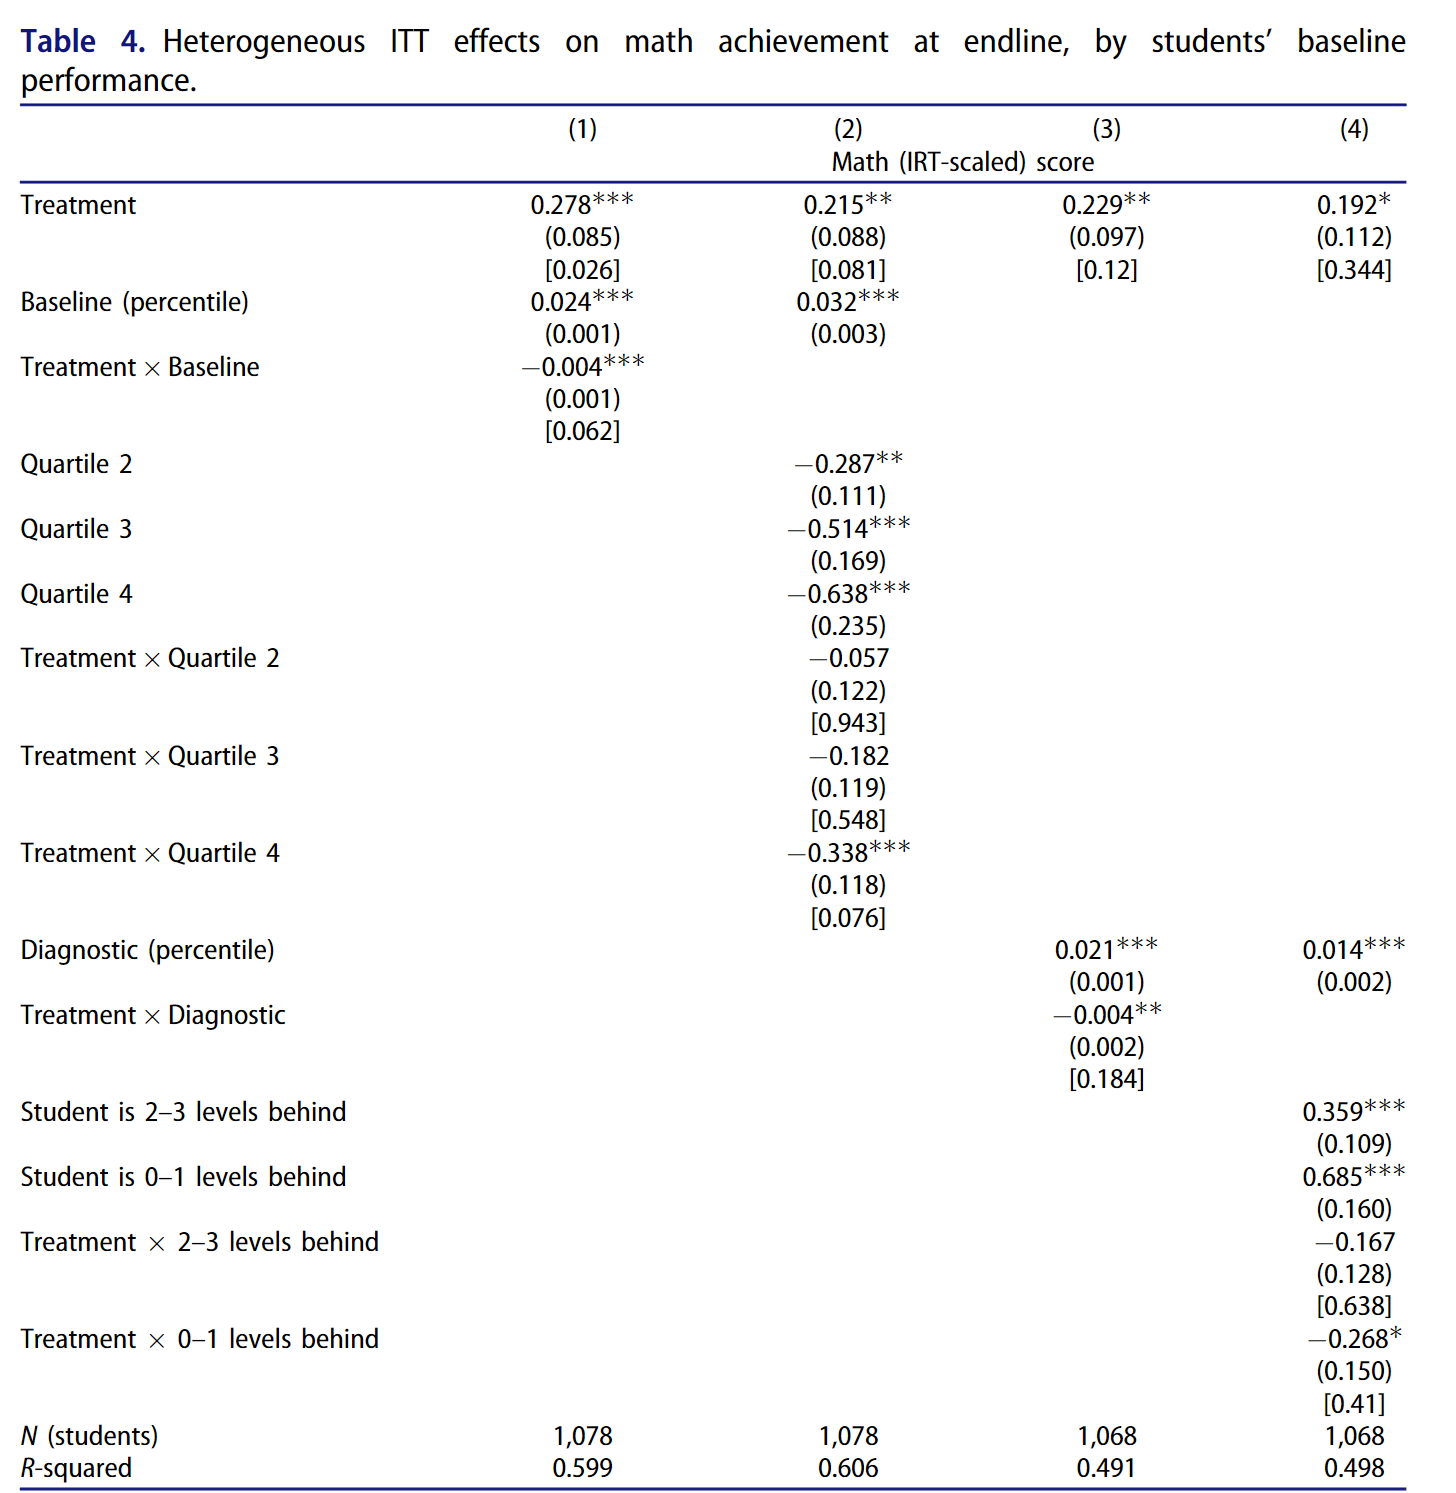 Table 4. Heterogeneous ITT effects on math achievement at endline, by students’ baseline
performance.
(1) (2) (3) (4)
Math (IRT-scaled) score
Treatment 0.278*** 0.215** 0.229** 0.192*
(0.085) (0.088) (0.097) (0.112)
[0.026] [0.081] [0.12] [0.344]
Baseline (percentile) 0.024*** 0.032***
(0.001) (0.003)
Treatment × Baseline −0.004***
(0.001)
[0.062]
Quartile 2 −0.287**
(0.111)
Quartile 3 −0.514***
(0.169)
Quartile 4 −0.638***
(0.235)
Treatment × Quartile 2 −0.057
(0.122)
[0.943]
Treatment × Quartile 3 −0.182
(0.119)
[0.548]
Treatment × Quartile 4 −0.338***
(0.118)
[0.076]
Diagnostic (percentile) 0.021*** 0.014***
(0.001) (0.002)
Treatment × Diagnostic −0.004**
(0.002)
[0.184]
Student is 2–3 levels behind 0.359***
(0.109)
Student is 0–1 levels behind 0.685***
(0.160)
Treatment × 2–3 levels behind −0.167
(0.128)
[0.638]
Treatment × 0–1 levels behind −0.268*
(0.150)
[0.41]
N (students) 1,078 1,078 1,068 1,068
R-squared 0.599 0.606 0.491 0.498